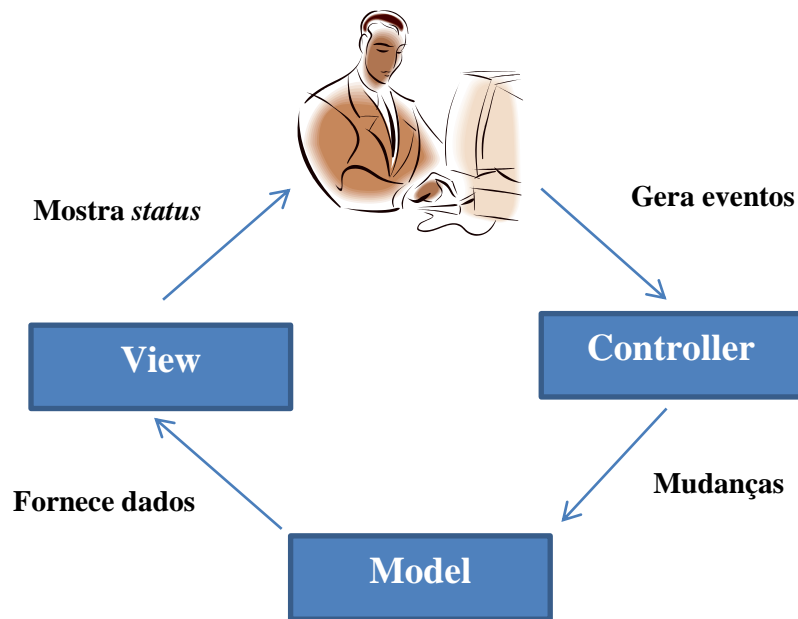 Mostra status
Gera eventos
View
Controller
Fornece dados
Mudanças
Model